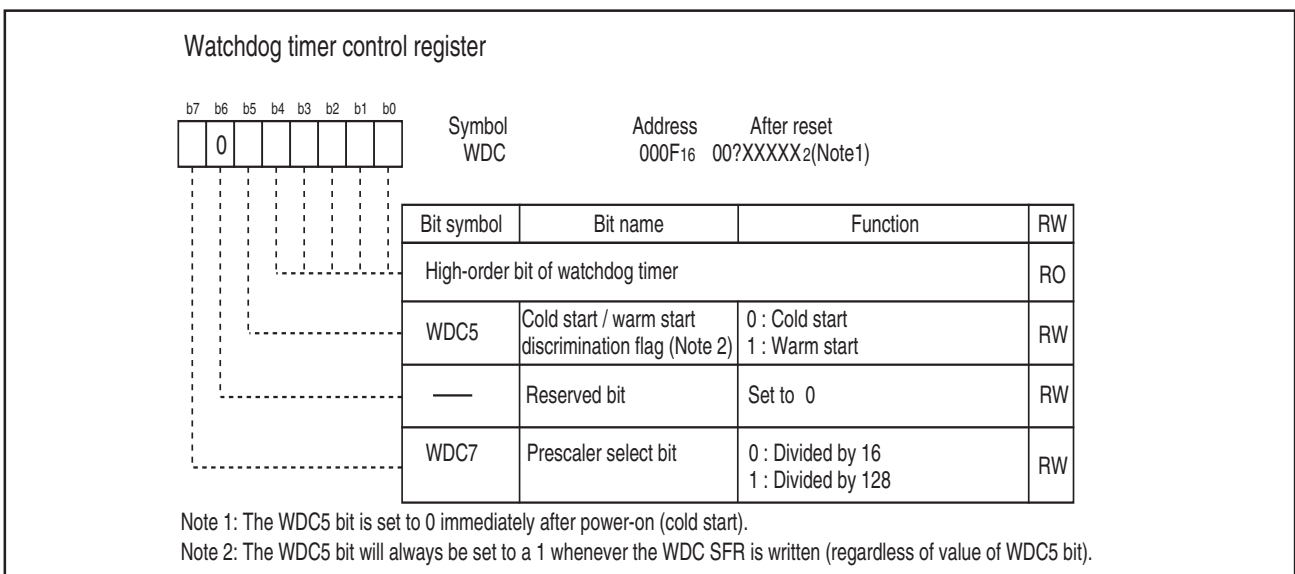 Watchdog timer control register
b7 b6 b5 b4 b3 b2 b1 b0
0
Symbol Address After reset
WDC 000F16 00?XXXXX2(Note1)
Bit symbol Bit name Function RW
High-order bit of watchdog timer RO
WDC5 Cold start / warm start discrimination flag (Note 2) 0 : Cold start 1 : Warm start RW
— Reserved bit Set to 0 RW
WDC7 Prescaler select bit 0 : Divided by 16 1 : Divided by 128 RW
Note 1: The WDC5 bit is set to 0 immediately after power-on (cold start).
Note 2: The WDC5 bit will always be set to a 1 whenever the WDC SFR is written (regardless of value of WDC5 bit).